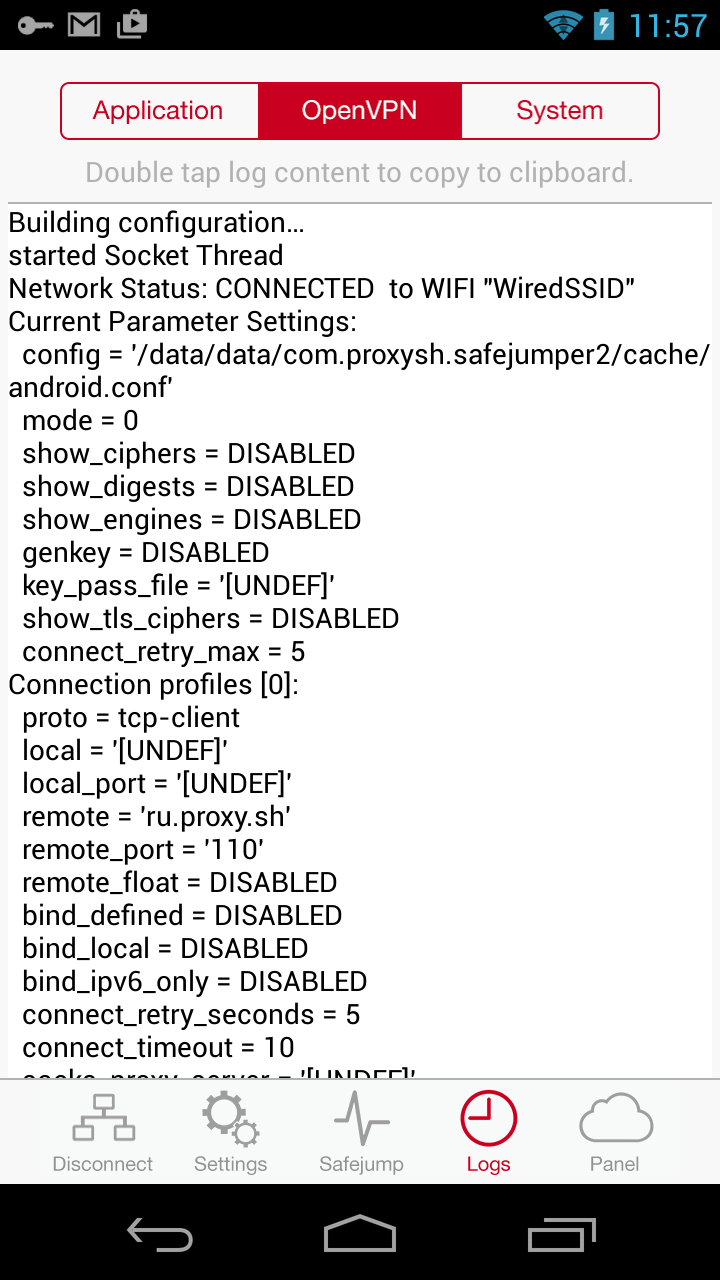 11:57
Application OpenVPN System
Double tap log content to copy to clipboard.
Building configuration…
started Socket Thread
Network Status: CONNECTED  to WIFI "WiredSSID"
Current Parameter Settings:
  config = '/data/data/com.proxysh.safejumper2/cache/
android.conf'
  mode = 0
  show_ciphers = DISABLED
  show_digests = DISABLED
  show_engines = DISABLED
  genkey = DISABLED
  key_pass_file = '[UNDEF]'
  show_tls_ciphers = DISABLED
  connect_retry_max = 5
Connection profiles [0]:
  proto = tcp-client
  local = '[UNDEF]'
  local_port = '[UNDEF]'
  remote = 'ru.proxy.sh'
  remote_port = '110'
  remote_float = DISABLED
  bind_defined = DISABLED
  bind_local = DISABLED
  bind_ipv6_only = DISABLED
  connect_retry_seconds = 5
  connect_timeout = 10
  socks_proxy_server = '[UNDEF]'
Disconnect Settings Safejump Logs Panel